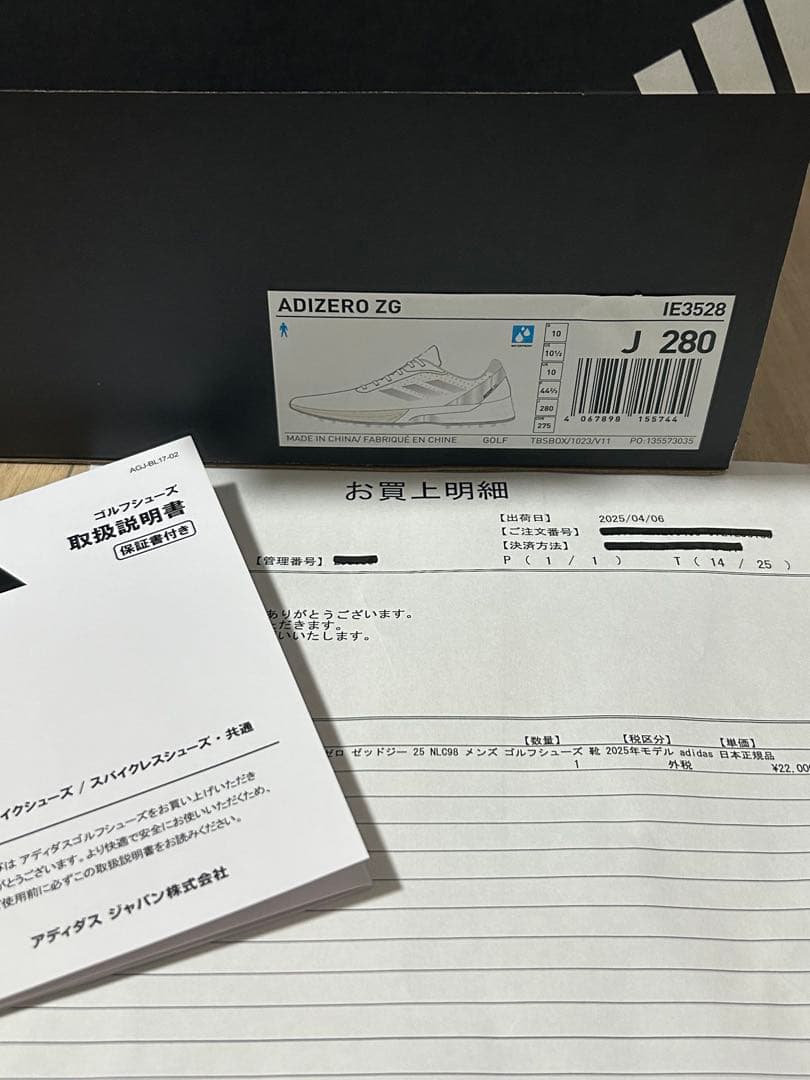 ADIZERO ZG
IE3528
J 280
10
10½
10
44⅔
280
275
4 067898 155744
MADE IN CHINA/ FABRIQUÉ EN CHINE GOLF TBSBOX/1023/V11 PO:135573035
AGJ-BL17-02
ゴルフシューズ
取扱説明書
保証書付き
イクシューズ / スパイクレスシューズ・共通
は アディダスゴルフシューズをお買い上げいただき
がとうございます。より快適で安全にお使いいただくため、
使用前に必ずこの取扱説明書をお読みください。
アディダス ジャパン株式会社
お買上明細
【出荷日】 2025/04/06
【ご注文番号】
【決済方法】
【管理番号】
P ( 1 / 1 ) T ( 14 / 25 )
ありがとうございます。
ただきます。
いいたします。
【数量】 【税区分】 【単価】
ゼロ ゼッドジー 25 NLC98 メンズ ゴルフシューズ 靴 2025年モデル adidas 日本正規品
1 外税 ¥22,00